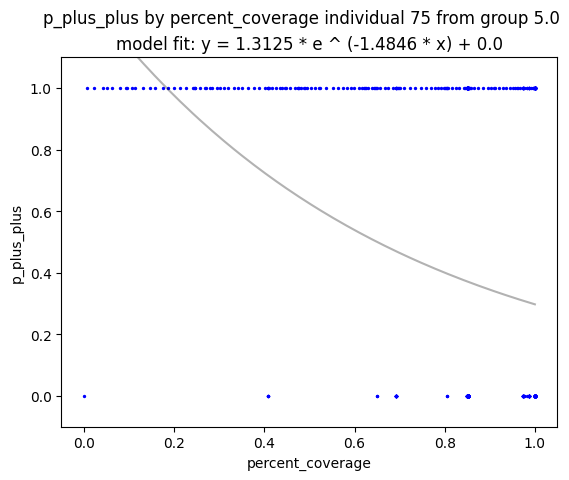 p_plus_plus by percent_coverage individual 75 from group 5.0
model fit: y = 1.3125 * e ^ (-1.4846 * x) + 0.0
1.0
0.8
0.6
0.4
0.2
0.0
p_plus_plus
0.0 0.2 0.4 0.6 0.8 1.0
percent_coverage